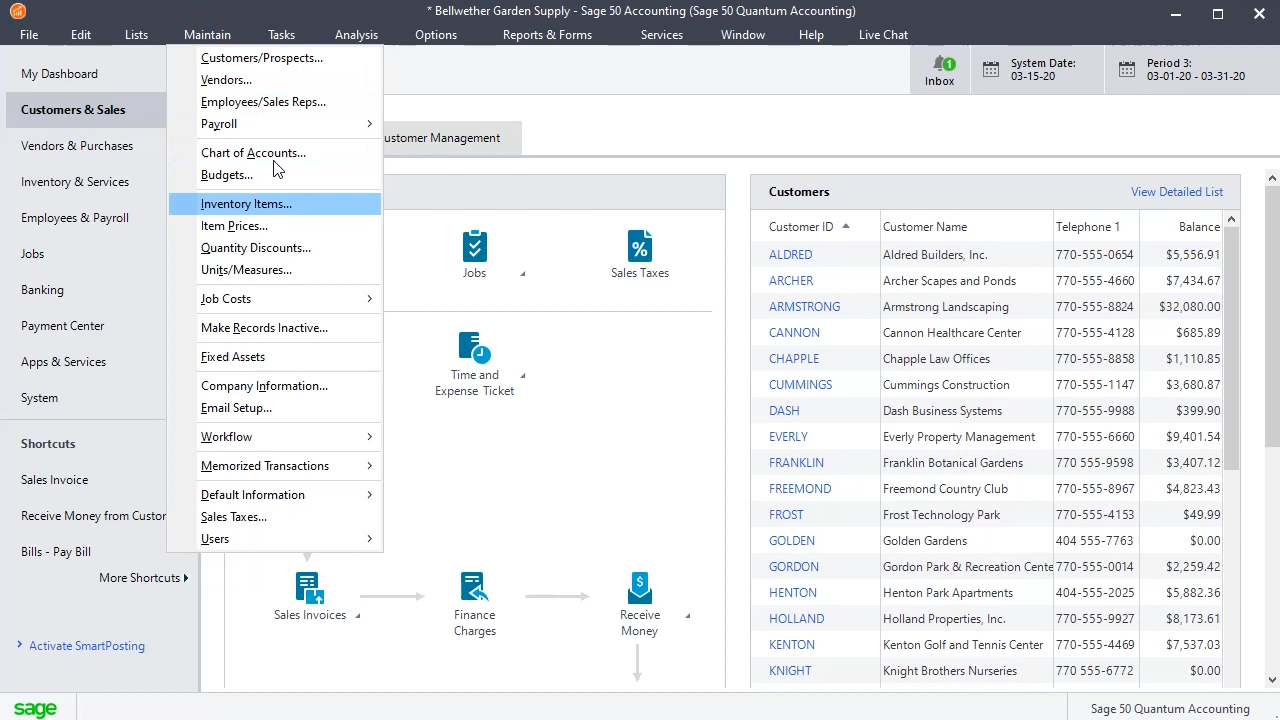 * Bellwether Garden Supply - Sage 50 Accounting (Sage 50 Quantum Accounting)
File Edit Lists Maintain Tasks Analysis Options Reports & Forms Services Window Help Live Chat
1
Inbox
System Date:
03-15-20
Period 3:
03-01-20 - 03-31-20
My Dashboard
Customers & Sales
Vendors & Purchases
Inventory & Services
Employees & Payroll
Jobs
Banking
Payment Center
Apps & Services
System
Shortcuts
Sales Invoice
Receive Money from Custor
Bills - Pay Bill
More Shortcuts
Activate SmartPosting
Customers/Prospects...
Vendors...
Employees/Sales Reps...
Payroll
Chart of Accounts...
Budgets...
Inventory Items...
Item Prices...
Quantity Discounts...
Units/Measures...
Job Costs
Make Records Inactive...
Fixed Assets
Company Information...
Email Setup...
Workflow
Memorized Transactions
Default Information
Sales Taxes...
Users
ustomer Management
Jobs
Sales Taxes
Time and
Expense Ticket
Sales Invoices
Finance
Charges
Receive
Money
Customers View Detailed List
Customer ID Customer Name Telephone 1 Balance
ALDRED Aldred Builders, Inc. 770-555-0654 $5,556.91
ARCHER Archer Scapes and Ponds 770-555-4660 $7,434.67
ARMSTRONG Armstrong Landscaping 770-555-8824 $32,080.00
CANNON Cannon Healthcare Center 770-555-4128 $685.89
CHAPPLE Chapple Law Offices 770-555-8858 $1,110.85
CUMMINGS Cummings Construction 770-555-1147 $3,680.87
DASH Dash Business Systems 770-555-9988 $399.90
EVERLY Everly Property Management 770-555-6660 $9,401.54
FRANKLIN Franklin Botanical Gardens 770 555-9598 $3,407.12
FREEMOND Freemond Country Club 770-555-8967 $4,823.43
FROST Frost Technology Park 770-555-4153 $49.99
GOLDEN Golden Gardens 404 555-7763 $0.00
GORDON Gordon Park & Recreation Cente 770-555-0014 $2,259.42
HENTON Henton Park Apartments 404-555-2025 $5,882.36
HOLLAND Holland Properties, Inc. 770-555-9927 $8,173.61
KENTON Kenton Golf and Tennis Center 770-555-4469 $7,537.03
KNIGHT Knight Brothers Nurseries 770 555-6772 $0.00
sage
Sage 50 Quantum Accounting